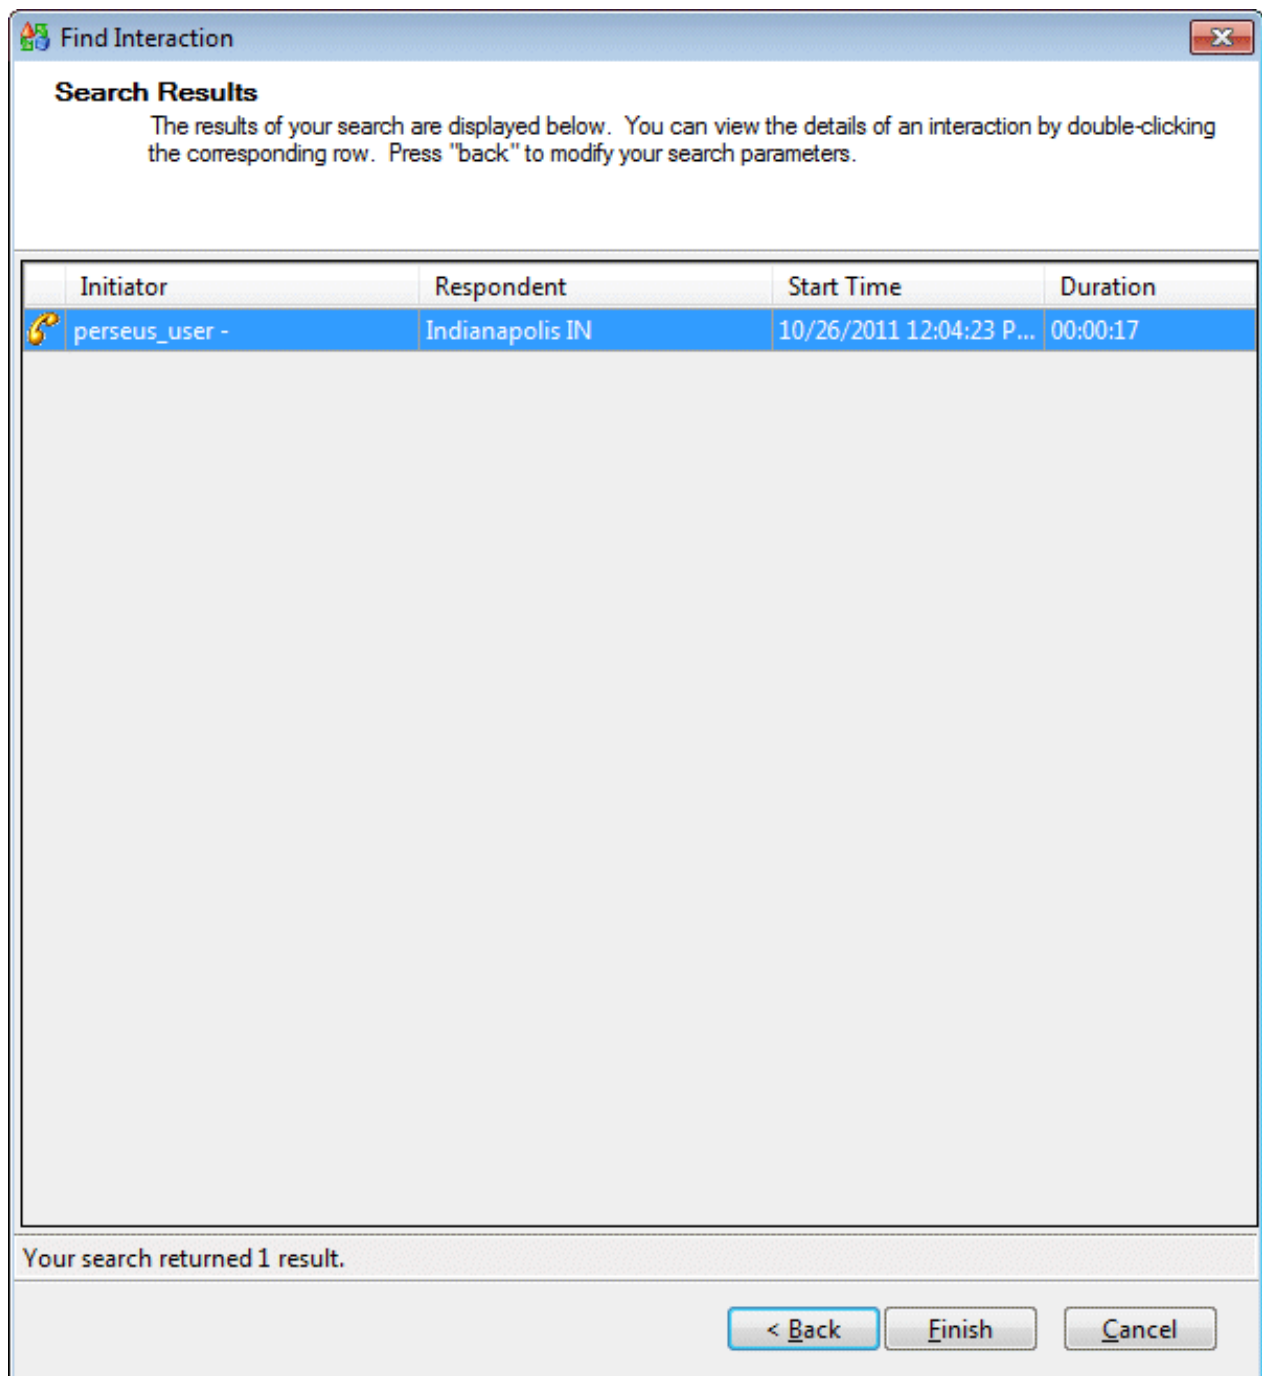 Find Interaction
Search Results
The results of your search are displayed below. You can view the details of an interaction by double-clicking
the corresponding row. Press "back" to modify your search parameters.
Initiator Respondent Start Time Duration
perseus_user - Indianapolis IN 10/26/2011 12:04:23 P... 00:00:17
Your search returned 1 result.
< Back Finish Cancel